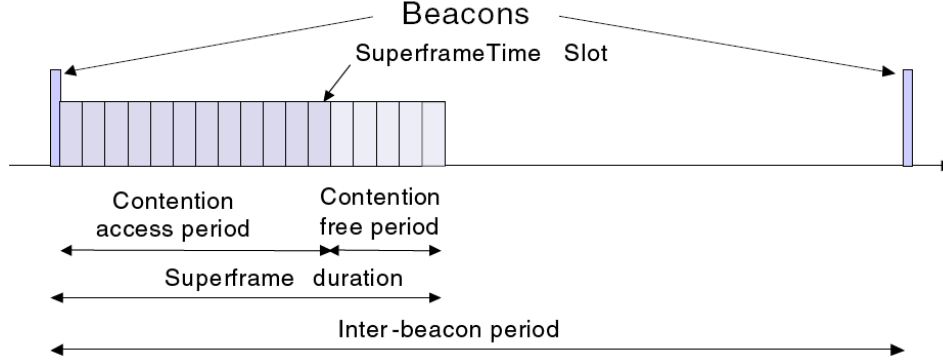 Beacons
SuperframeTime Slot
Contention
access period
Contention
free period
Superframe duration
Inter-beacon period